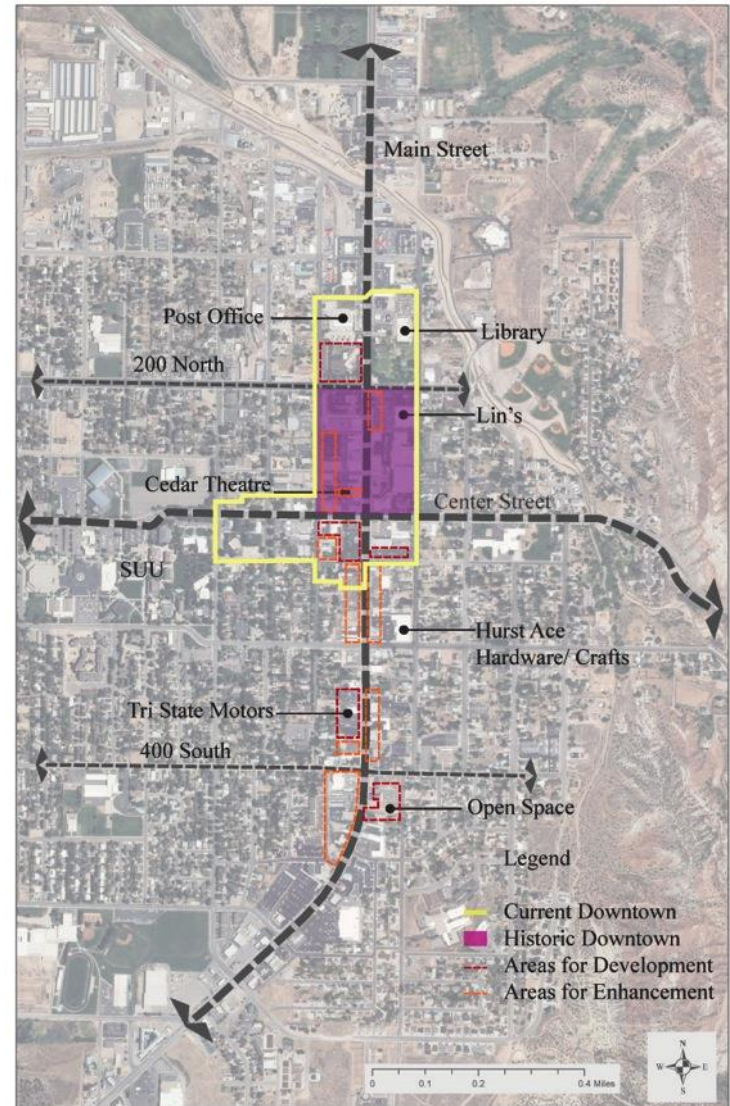 Main Street
Post Office
Library
200 North
Lin's
Cedar Theatre
Center Street
SUU
Hurst Ace
Hardware/ Crafts
Tri State Motors
400 South
Open Space
Legend
Current Downtown
Historic Downtown
Areas for Development
Areas for Enhancement
N
W E
S
0 0.1 0.2 0.4 Miles